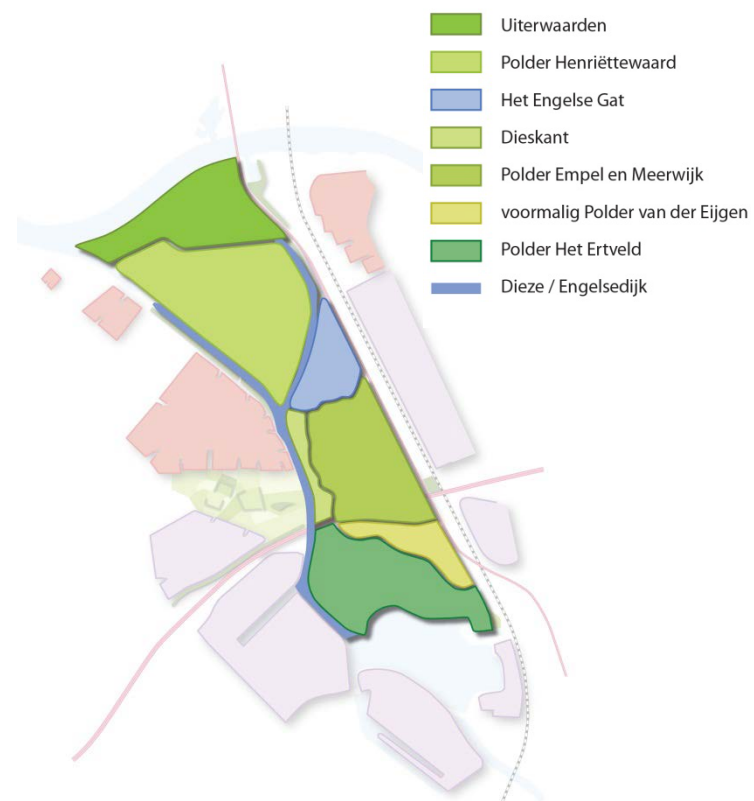 Uiterwaarden
Polder Henriëttewaard
Het Engelse Gat
Dieskant
Polder Empel en Meerwijk
voormalig Polder van der Eijgen
Polder Het Ertveld
Dieze / Engelsedijk